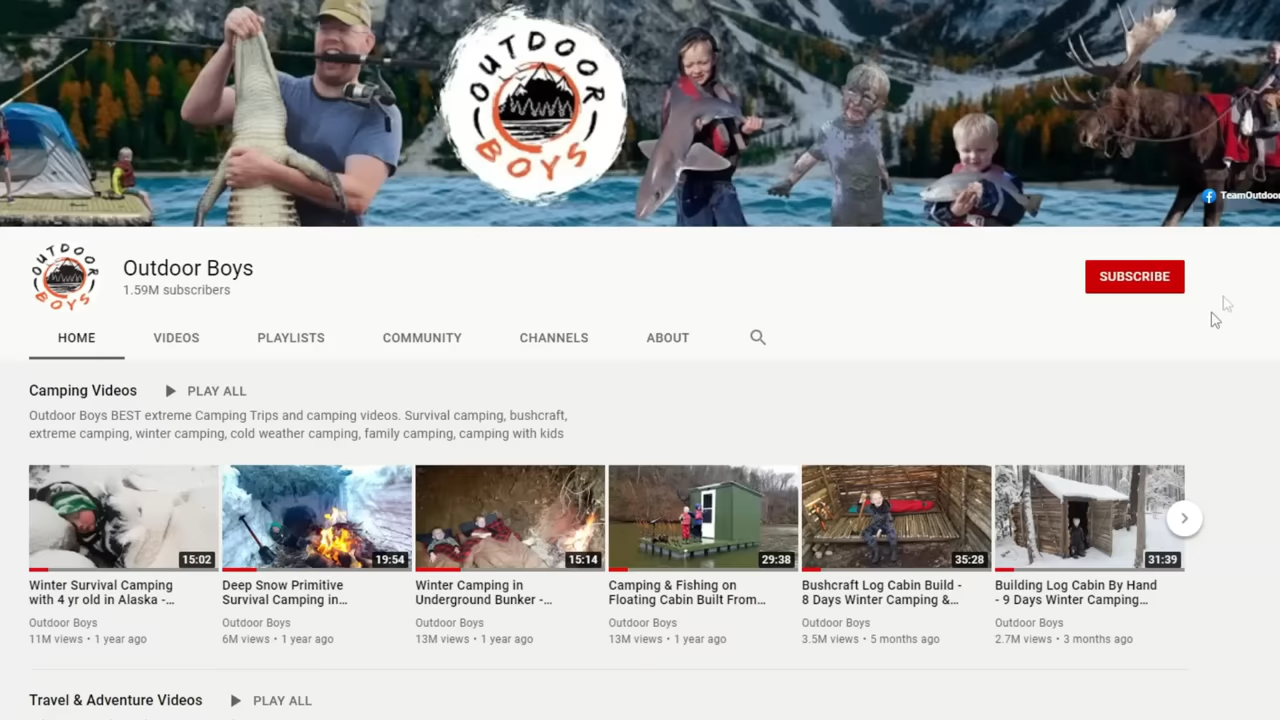 OUTDOOR
BOYS
TeamOutdoor
OUTDOOR
BOYS
Outdoor Boys
1.59M subscribers
SUBSCRIBE
HOME VIDEOS PLAYLISTS COMMUNITY CHANNELS ABOUT
Camping Videos PLAY ALL
Outdoor Boys BEST extreme Camping Trips and camping videos. Survival camping, bushcraft,
extreme camping, winter camping, cold weather camping, family camping, camping with kids
15:02 19:54 15:14 29:38 35:28 31:39
Winter Survival Camping
with 4 yr old in Alaska -...
Outdoor Boys
11M views • 1 year ago
Deep Snow Primitive
Survival Camping in...
Outdoor Boys
6M views • 1 year ago
Winter Camping in
Underground Bunker -...
Outdoor Boys
13M views • 1 year ago
Camping & Fishing on
Floating Cabin Built From...
Outdoor Boys
13M views • 1 year ago
Bushcraft Log Cabin Build -
8 Days Winter Camping &...
Outdoor Boys
3.5M views • 5 months ago
Building Log Cabin By Hand
- 9 Days Winter Camping...
Outdoor Boys
2.7M views • 3 months ago
Travel & Adventure Videos PLAY ALL